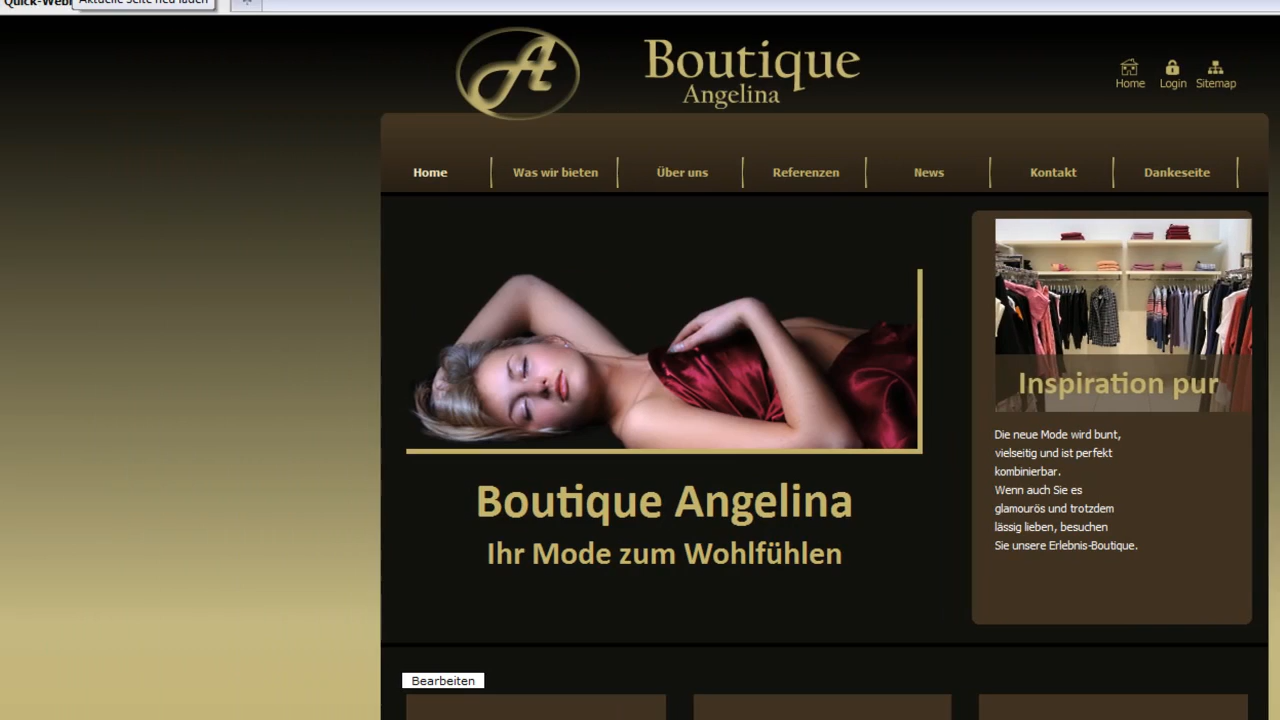 Aktuelle Seite neu laden
A
Boutique
Angelina
Home
Login
Sitemap
Home
Was wir bieten
Über uns
Referenzen
News
Kontakt
Dankeseite
Inspiration pur
Die neue Mode wird bunt,
vielseitig und ist perfekt
kombinierbar.
Wenn auch Sie es
glamourös und trotzdem
lässig lieben, besuchen
Sie unsere Erlebnis-Boutique.
Boutique Angelina
Ihr Mode zum Wohlfühlen
Bearbeiten